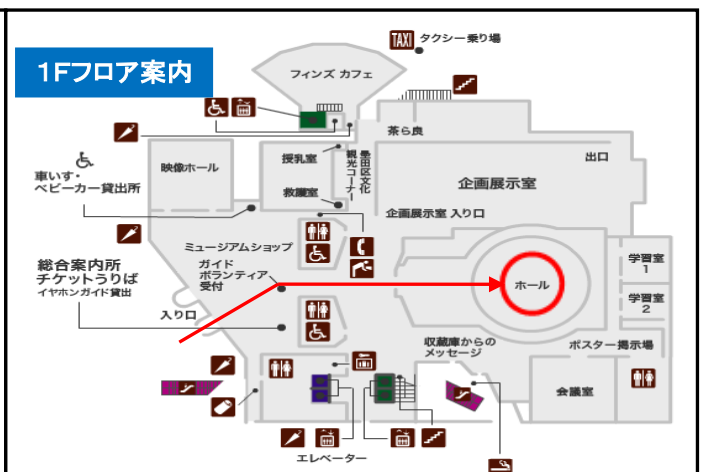 1Fフロア案内
TAXI
タクシー乗り場
フィンズ カフェ
茶ら良
出口
映像ホール
授乳室
救護室
墨田区文化
観光コーナー
企画展示室
企画展示室 入り口
車いす・
ベビーカー貸出所
ミュージアムショップ
ガイド
ボランティア
受付
総合案内所
チケットうりば
イヤホンガイド貸出
入り口
ホール
学習室
1
学習室
2
収蔵庫からの
メッセージ
ポスター掲示場
会議室
エレベーター